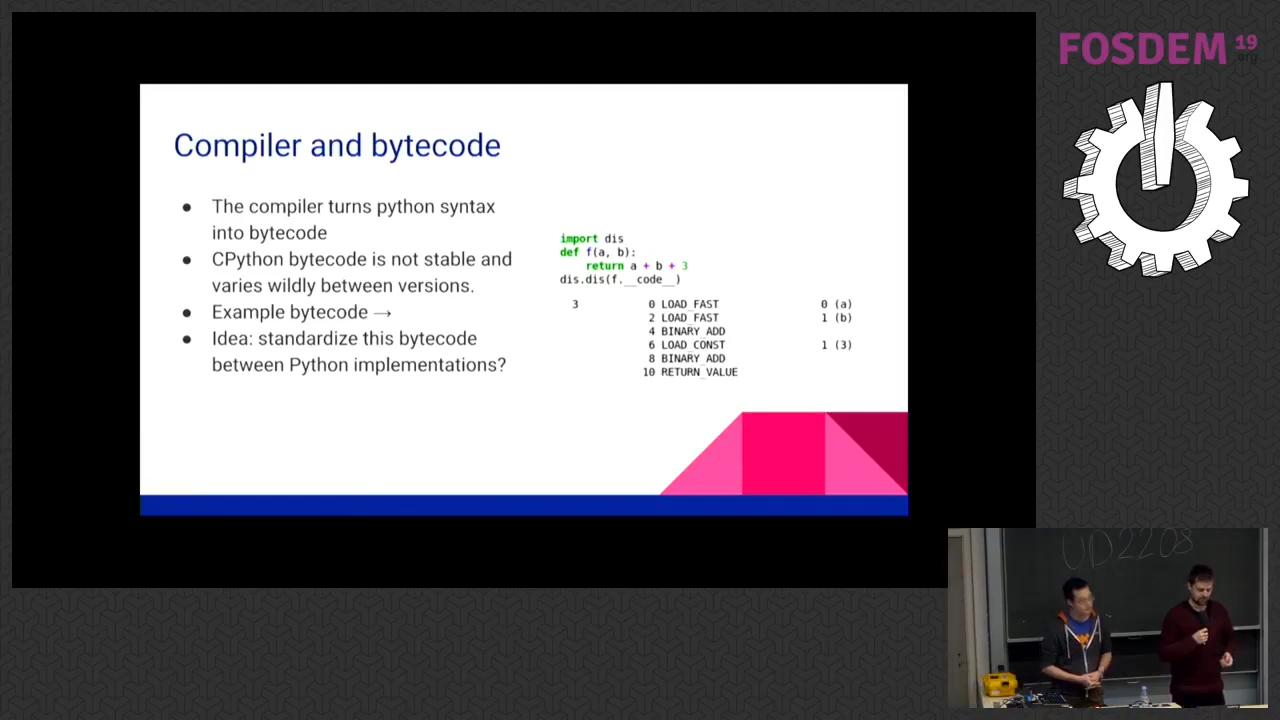 FOSDEM 19
.org
Compiler and bytecode
● The compiler turns python syntax
into bytecode
● CPython bytecode is not stable and
varies wildly between versions.
● Example bytecode →
● Idea: standardize this bytecode
between Python implementations?
import dis
def f(a, b):
    return a + b + 3
dis.dis(f.__code__)
3 0 LOAD_FAST 0 (a)
2 LOAD_FAST 1 (b)
4 BINARY_ADD
6 LOAD_CONST 1 (3)
8 BINARY_ADD
10 RETURN_VALUE
UD2208